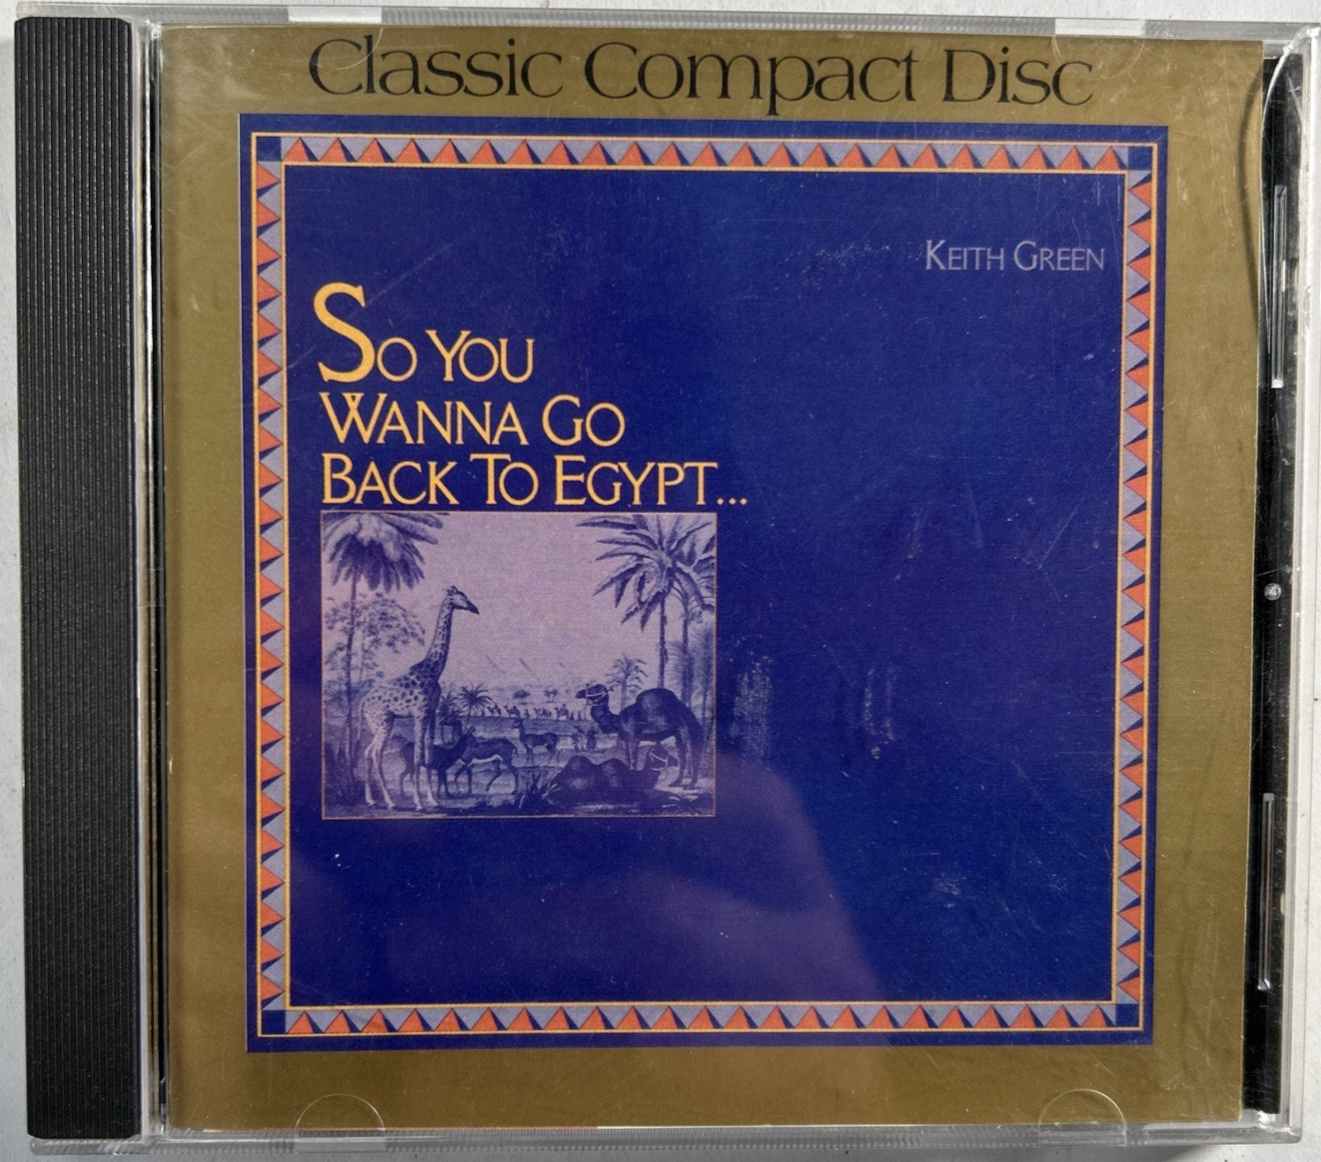 Classic Compact Disc
KEITH GREEN
SO YOU
WANNA GO
BACK TO EGYPT...